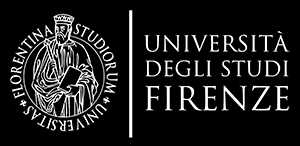 FLORENTINA STUDIORUM UNIVERSITAS
UNIVERSITÀ
DEGLI STUDI
FIRENZE